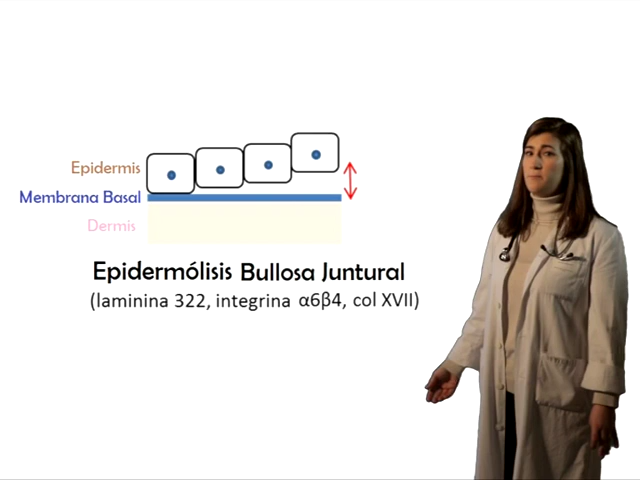 Epidermis
Membrana Basal
Dermis
Epidermólisis Bullosa Juntural
(laminina 322, integrina α6β4, col XVII)